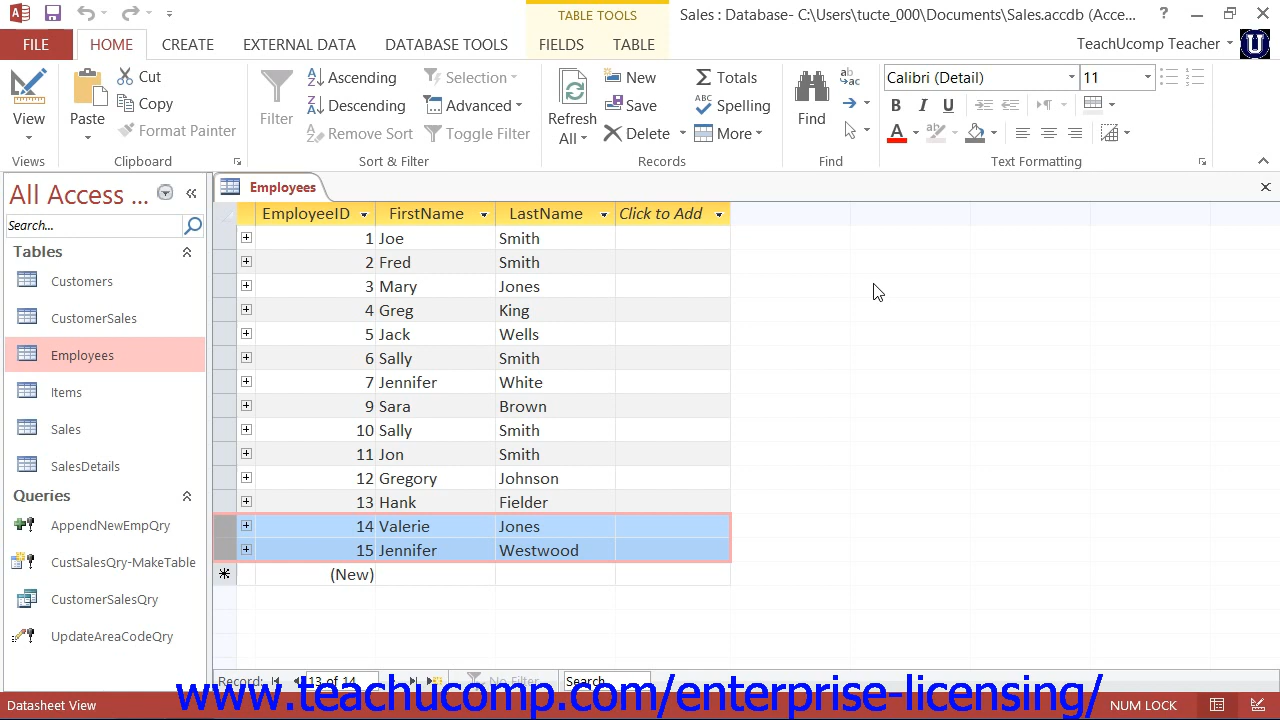 TABLE TOOLS
Sales : Database- C:\Users\tucte_000\Documents\Sales.accdb (Acce...
?
FILE HOME CREATE EXTERNAL DATA DATABASE TOOLS FIELDS TABLE
TeachUcomp Teacher
View
Views
Paste
Cut
Copy
Format Painter
Clipboard
Filter
Ascending
Descending
Remove Sort
Selection
Advanced
Toggle Filter
Sort & Filter
Refresh
All
New
Save
Delete
Totals
Spelling
More
Records
Find
Find
Calibri (Detail) 11
B I U
Text Formatting
All Access ...
Search...
Tables
Customers
CustomerSales
Employees
Items
Sales
SalesDetails
Queries
AppendNewEmpQry
CustSalesQry-MakeTable
CustomerSalesQry
UpdateAreaCodeQry
Employees
EmployeeID FirstName LastName Click to Add
1 Joe Smith
2 Fred Smith
3 Mary Jones
4 Greg King
5 Jack Wells
6 Sally Smith
7 Jennifer White
9 Sara Brown
10 Sally Smith
11 Jon Smith
12 Gregory Johnson
13 Hank Fielder
14 Valerie Jones
15 Jennifer Westwood
(New)
Record: 13 of 14 No Filter Search
www.teachucomp.com/enterprise-licensing/
Datasheet View NUM LOCK